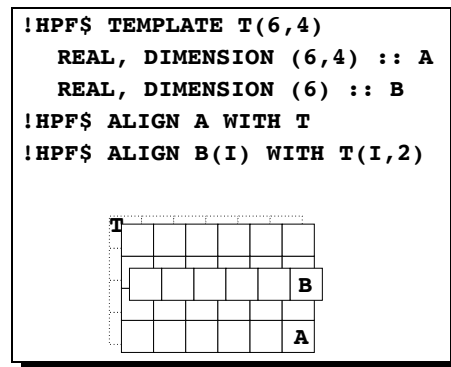 !HPF$ TEMPLATE T(6,4)
REAL, DIMENSION (6,4) :: A
REAL, DIMENSION (6) :: B
!HPF$ ALIGN A WITH T
!HPF$ ALIGN B(I) WITH T(I,2)
T
B
A